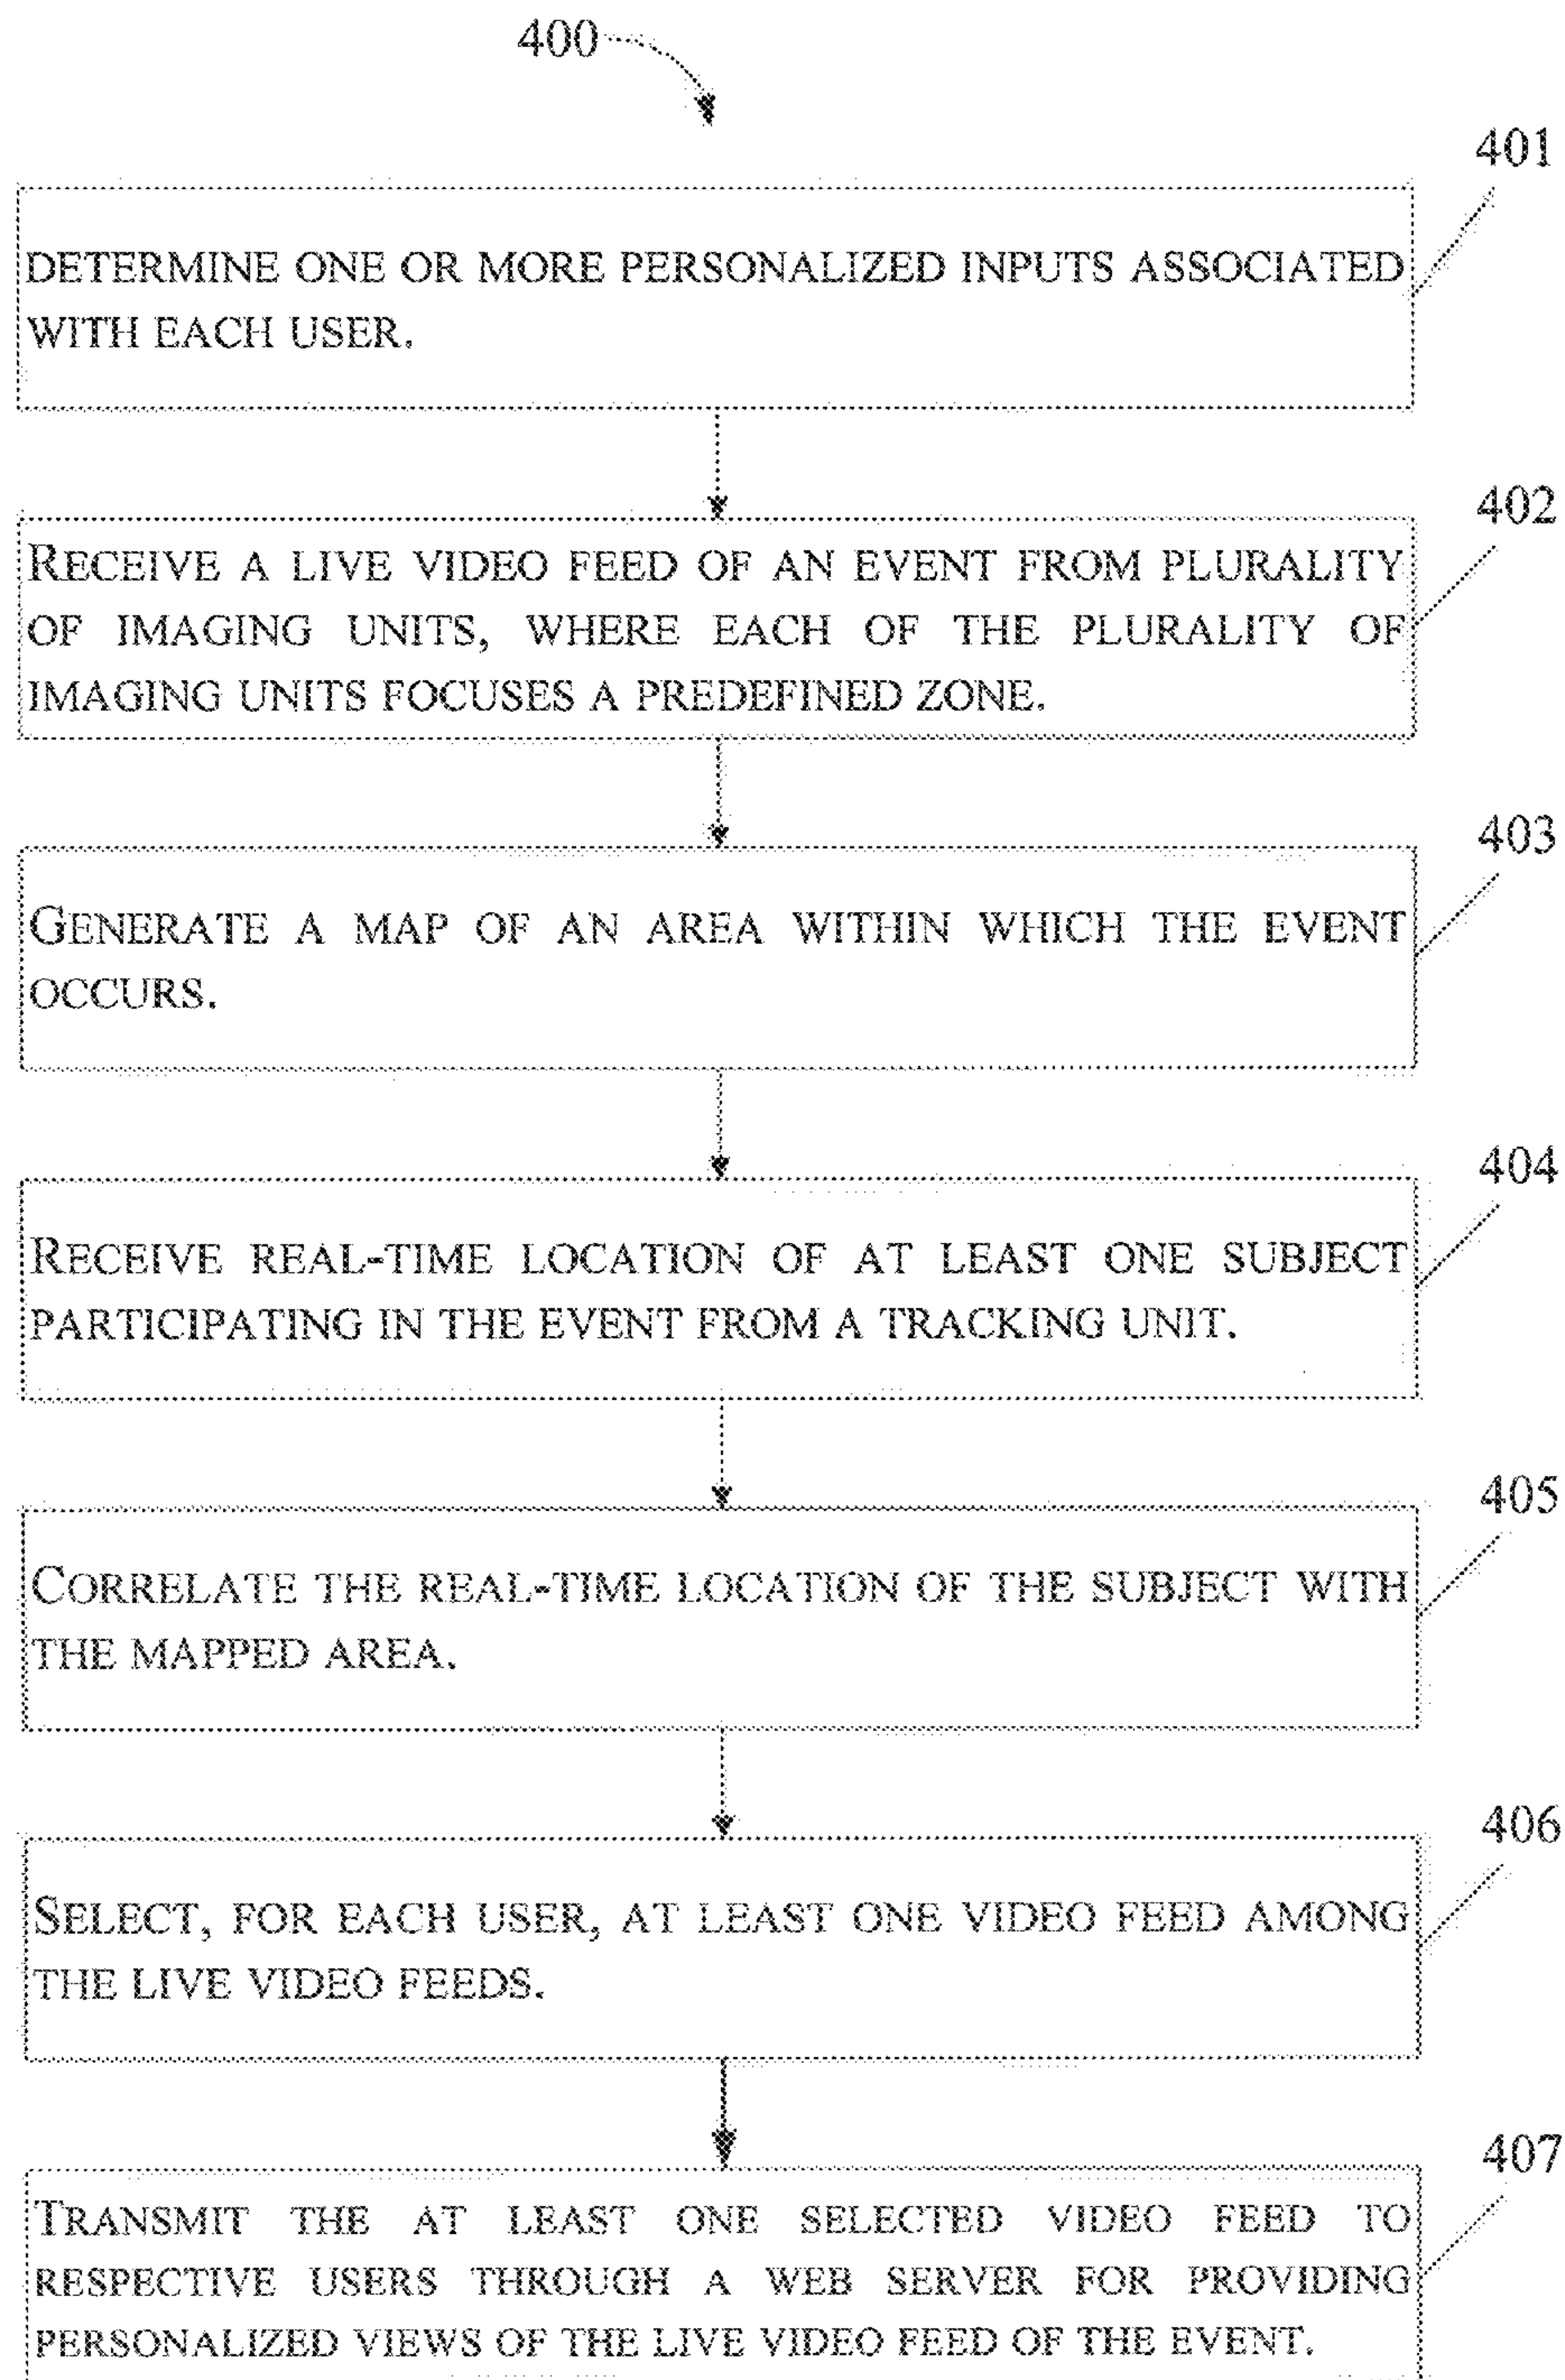 400
401
DETERMINE ONE OR MORE PERSONALIZED INPUTS ASSOCIATED
WITH EACH USER.
402
RECEIVE A LIVE VIDEO FEED OF AN EVENT FROM PLURALITY
OF IMAGING UNITS, WHERE EACH OF THE PLURALITY OF
IMAGING UNITS FOCUSES A PREDEFINED ZONE.
403
GENERATE A MAP OF AN AREA WITHIN WHICH THE EVENT
OCCURS.
404
RECEIVE REAL-TIME LOCATION OF AT LEAST ONE SUBJECT
PARTICIPATING IN THE EVENT FROM A TRACKING UNIT.
405
CORRELATE THE REAL-TIME LOCATION OF THE SUBJECT WITH
THE MAPPED AREA.
406
SELECT, FOR EACH USER, AT LEAST ONE VIDEO FEED AMONG
THE LIVE VIDEO FEEDS.
407
TRANSMIT THE AT LEAST ONE SELECTED VIDEO FEED TO
RESPECTIVE USERS THROUGH A WEB SERVER FOR PROVIDING
PERSONALIZED VIEWS OF THE LIVE VIDEO FEED OF THE EVENT.